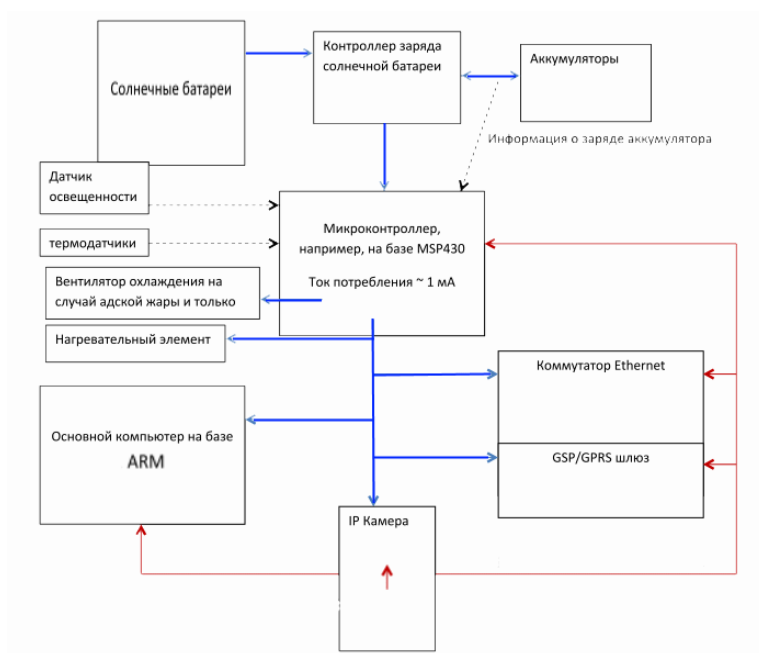 Солнечные батареи
Контроллер заряда
солнечной батареи
Аккумуляторы
Информация о заряде аккумулятора
Датчик
освещенности
термодатчики
Микроконтроллер,
например, на базе MSP430
Ток потребления ~ 1 мА
Вентилятор охлаждения на
случай адской жары и только
Нагревательный элемент
Коммутатор Ethernet
Основной компьютер на базе
ARM
GSP/GPRS шлюз
IP Камера